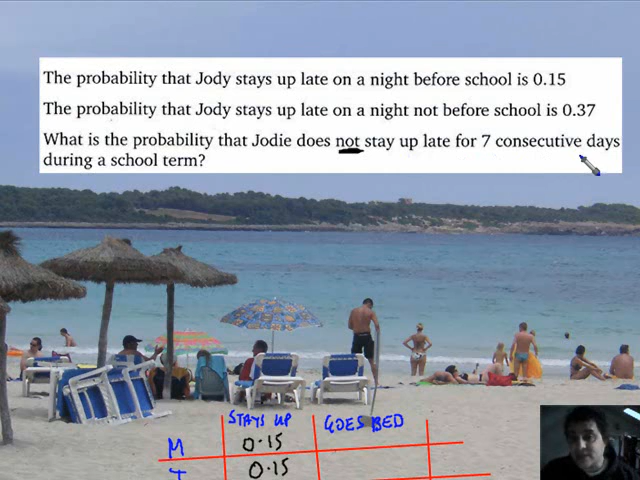 The probability that Jody stays up late on a night before school is 0.15
The probability that Jody stays up late on a night not before school is 0.37
What is the probability that Jodie does not stay up late for 7 consecutive days
during a school term?
STAYS UP GOES BED
M 0.15
T 0.15